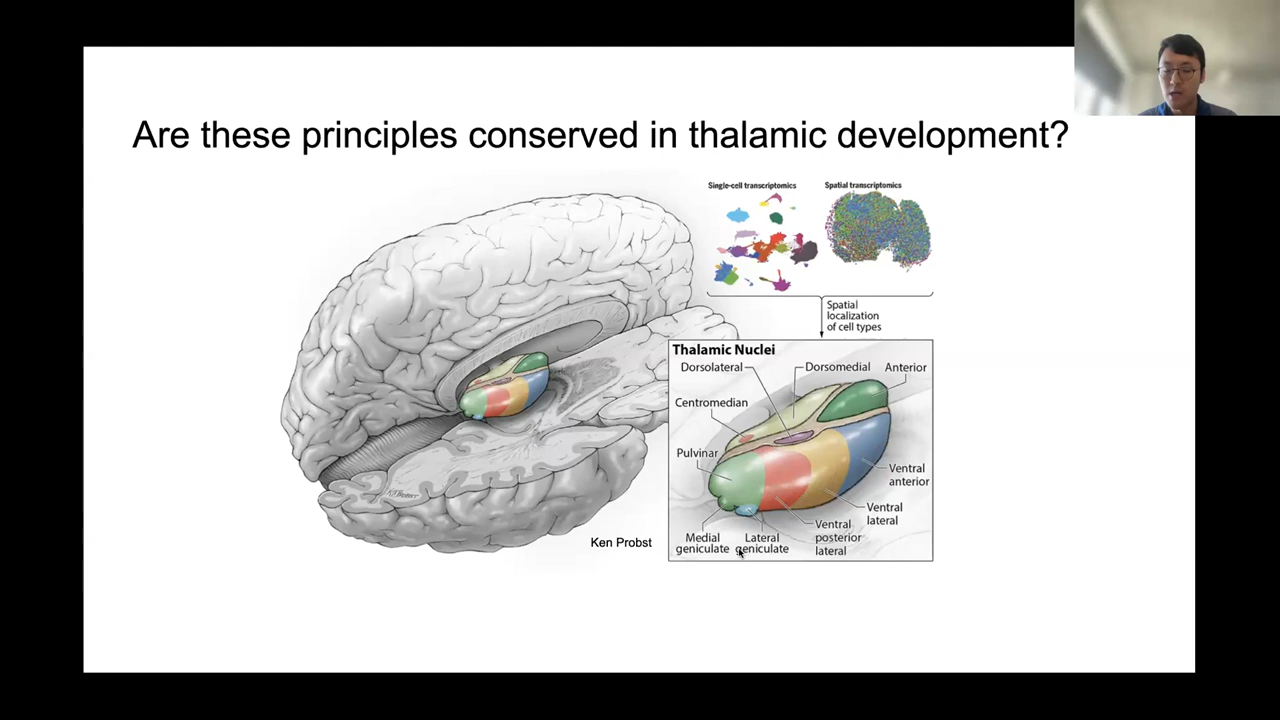 Are these principles conserved in thalamic development?
Single-cell transcriptomics
Spatial transcriptomics
Spatial
localization
of cell types
Thalamic Nuclei
Dorsolateral
Dorsomedial
Anterior
Centromedian
Pulvinar
Ventral
anterior
Ventral
lateral
Ventral
posterior
lateral
Medial
geniculate
Lateral
geniculate
Ken Probst